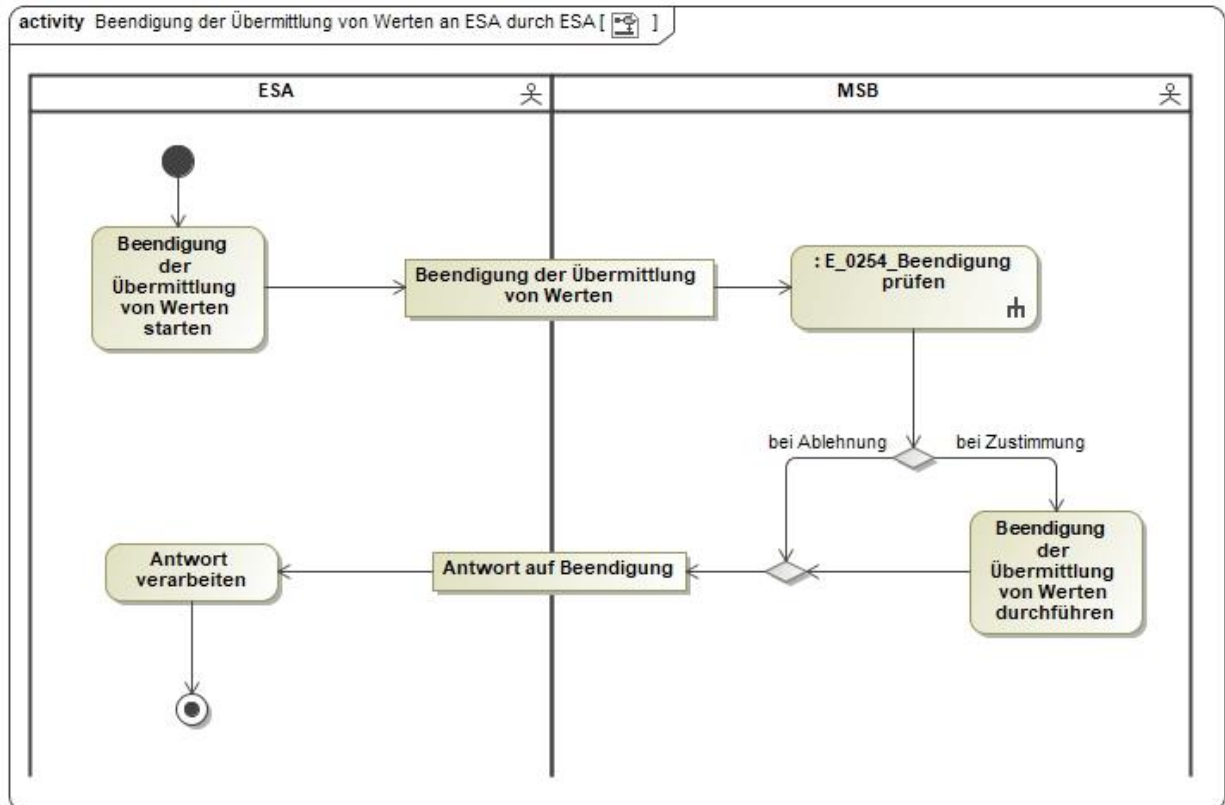 activity Beendigung der Übermittlung von Werten an ESA durch ESA [ ]
ESA
MSB
Beendigung
der
Übermittlung
von Werten
starten
Beendigung der Übermittlung
von Werten
: E_0254_Beendigung
prüfen
bei Ablehnung
bei Zustimmung
Beendigung
der
Übermittlung
von Werten
durchführen
Antwort auf Beendigung
Antwort
verarbeiten